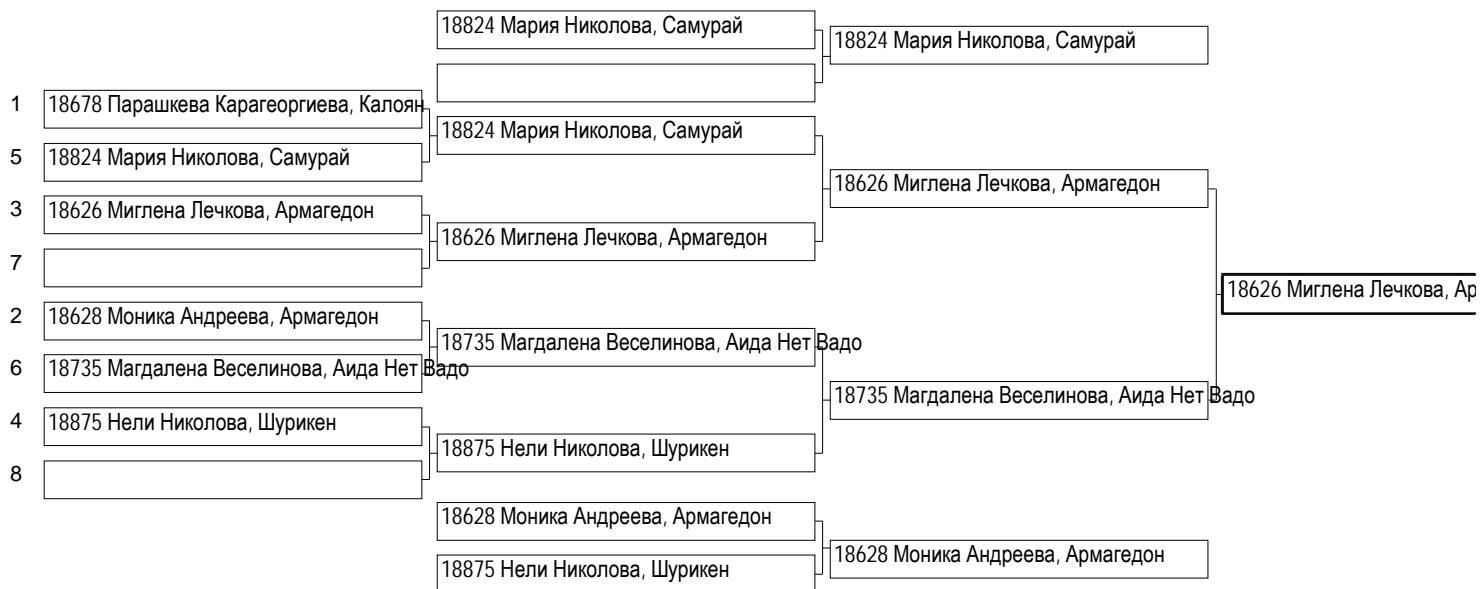 18824 Мария Николова, Самурай
18824 Мария Николова, Самурай
1 18678 Парашкева Карагеоргиева, Калоян
18824 Мария Николова, Самурай
5 18824 Мария Николова, Самурай
18626 Миглена Лечкова, Армагедон
3 18626 Миглена Лечкова, Армагедон
18626 Миглена Лечкова, Армагедон
7
18626 Миглена Лечкова, Ар
2 18628 Моника Андреева, Армагедон
18735 Магдалена Веселинова, Аида Нет Вадо
6 18735 Магдалена Веселинова, Аида Нет Вадо
18735 Магдалена Веселинова, Аида Нет Вадо
4 18875 Нели Николова, Шурикен
18875 Нели Николова, Шурикен
8
18628 Моника Андреева, Армагедон
18628 Моника Андреева, Армагедон
18875 Нели Николова, Шурикен